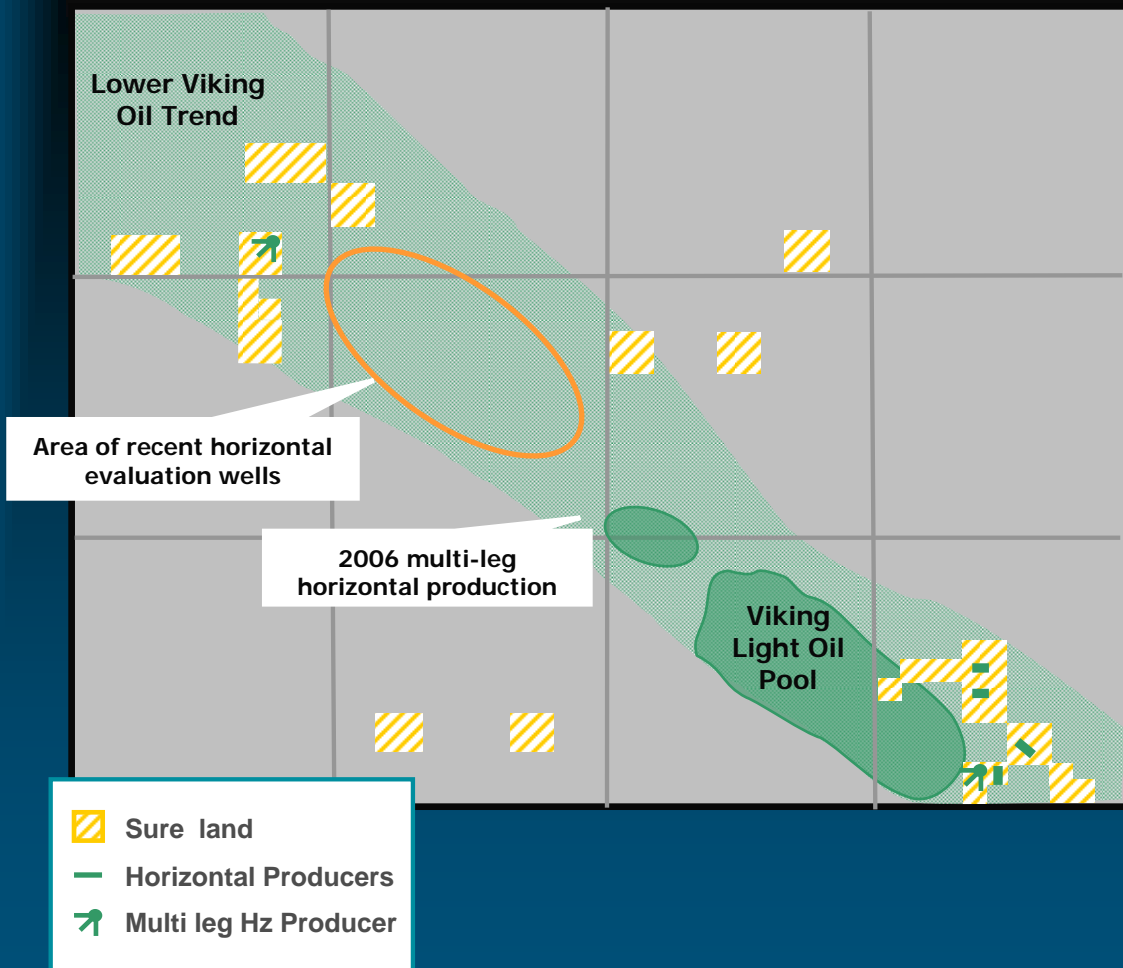 Lower Viking
Oil Trend
Area of recent horizontal
evaluation wells
2006 multi-leg
horizontal production
Viking
Light Oil
Pool
Sure land
Horizontal Producers
Multi leg Hz Producer